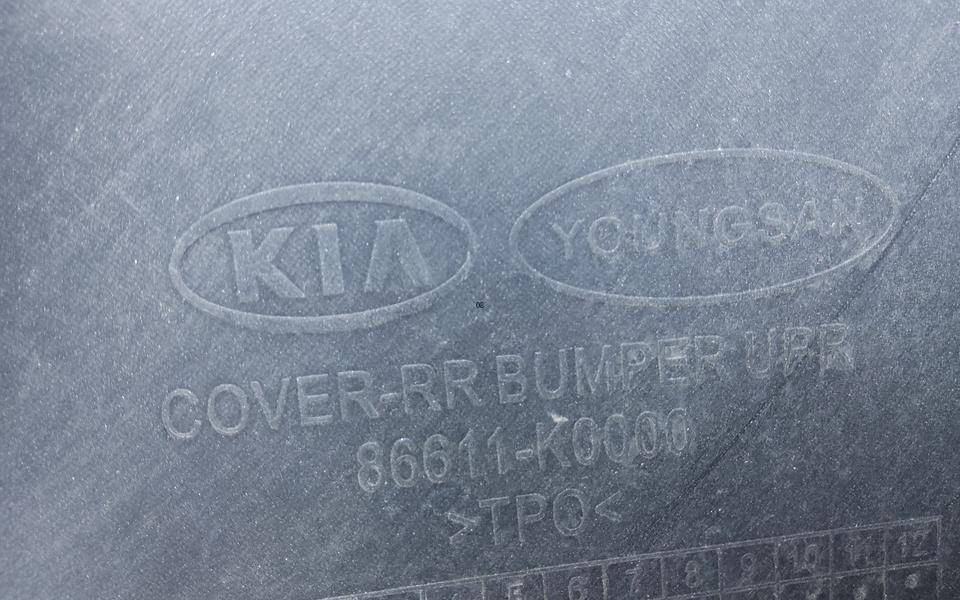 KIA YOUNGSAN
COVER-RR BUMPER UPR
86611-K0000
>TPO<
5 6 7 8 9 10 11 12